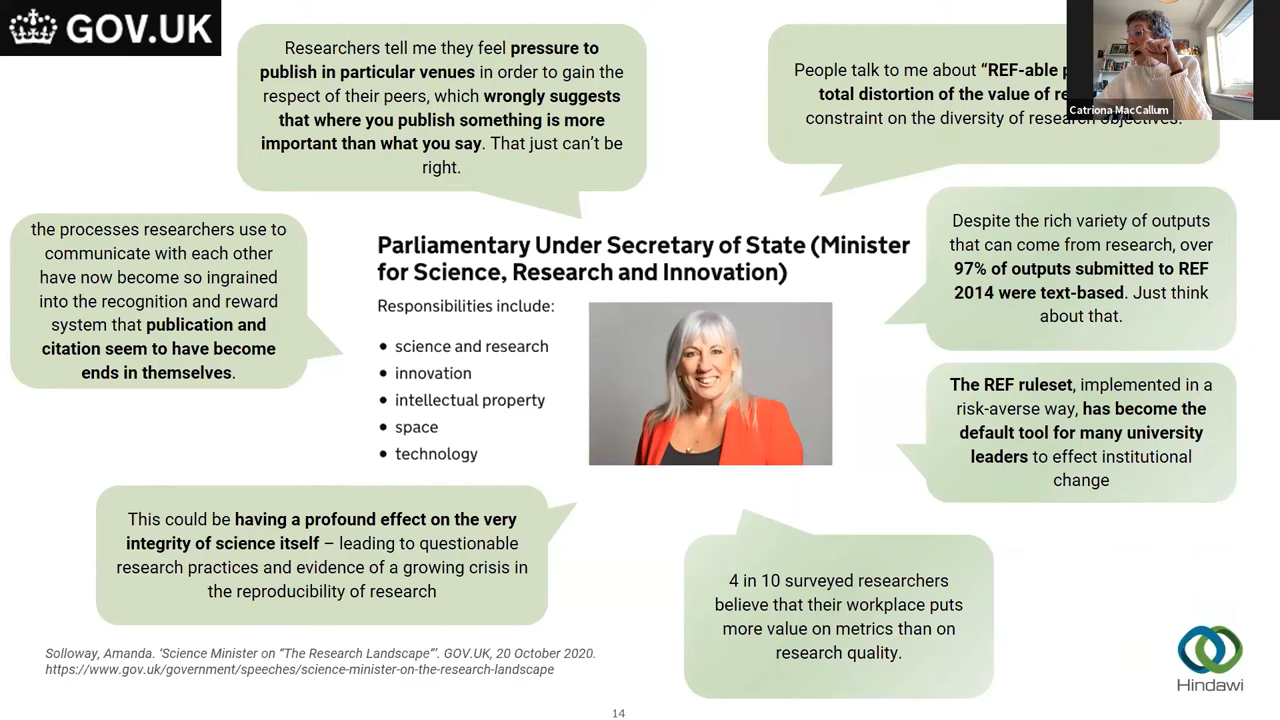 GOV.UK
Researchers tell me they feel pressure to
publish in particular venues in order to gain the
respect of their peers, which wrongly suggests
that where you publish something is more
important than what you say. That just can't be
right.
People talk to me about “REF-able
total distortion of the value of
constraint on the diversity of research objectives.
Catriona MacCallum
the processes researchers use to
communicate with each other
have now become so ingrained
into the recognition and reward
system that publication and
citation seem to have become
ends in themselves.
Parliamentary Under Secretary of State (Minister
for Science, Research and Innovation)
Responsibilities include:
science and research
innovation
intellectual property
space
technology
Despite the rich variety of outputs
that can come from research, over
97% of outputs submitted to REF
2014 were text-based. Just think
about that.
The REF ruleset, implemented in a
risk-averse way, has become the
default tool for many university
leaders to effect institutional
change
This could be having a profound effect on the very
integrity of science itself – leading to questionable
research practices and evidence of a growing crisis in
the reproducibility of research
4 in 10 surveyed researchers
believe that their workplace puts
more value on metrics than on
research quality.
Solloway, Amanda. ‘Science Minister on “The Research Landscape”’. GOV.UK, 20 October 2020.
https://www.gov.uk/government/speeches/science-minister-on-the-research-landscape
Hindawi
14